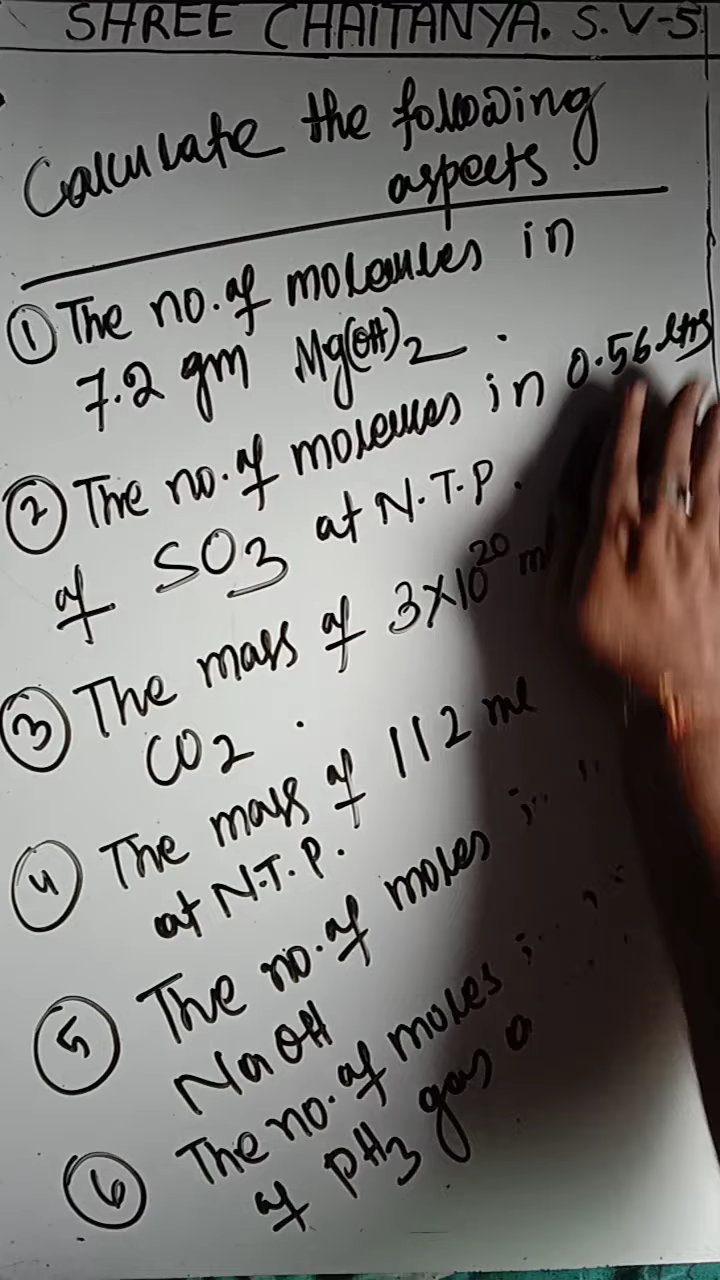 SHREE CHAITANYA. S.V-5
Calculate the following
aspects.
① The no. of molecules in
7.2 gm Mg(OH)2.
② The no. of molecules in 0.56 ltrs
of SO3 at N.T.P.
③ The mass of 3×10²⁰
CO2.
④ The mass of 112 ml
at N.T.P.
⑤ The no. of moles
NaOH
⑥ The no. of moles
of PH3 gas